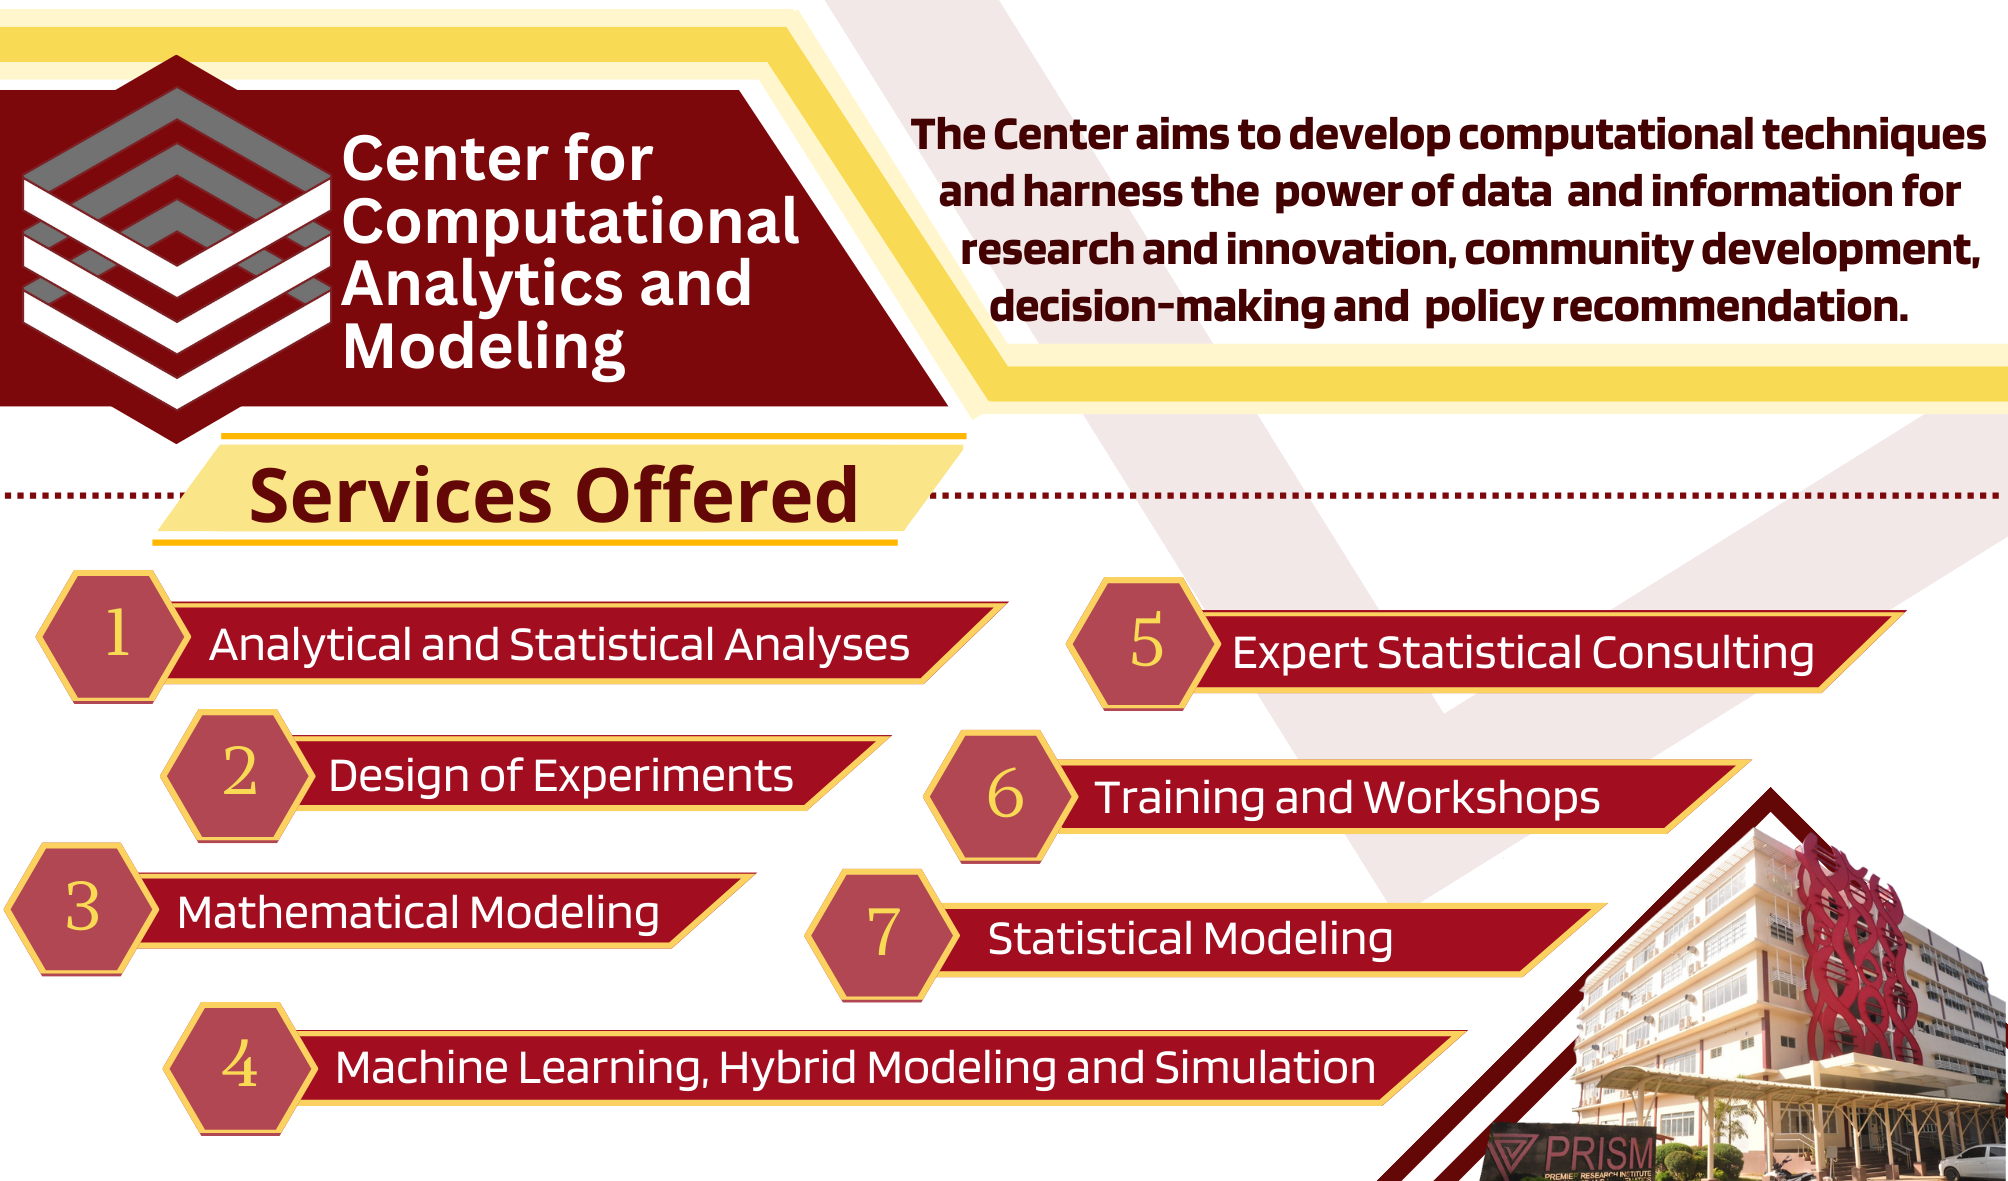 Center for
Computational
Analytics and
Modeling
The Center aims to develop computational techniques
and harness the power of data and information for
research and innovation, community development,
decision-making and policy recommendation.
Services Offered
1 Analytical and Statistical Analyses
2 Design of Experiments
3 Mathematical Modeling
4 Machine Learning, Hybrid Modeling and Simulation
5 Expert Statistical Consulting
6 Training and Workshops
7 Statistical Modeling
PRISM
PREMIER RESEARCH INSTITUTE